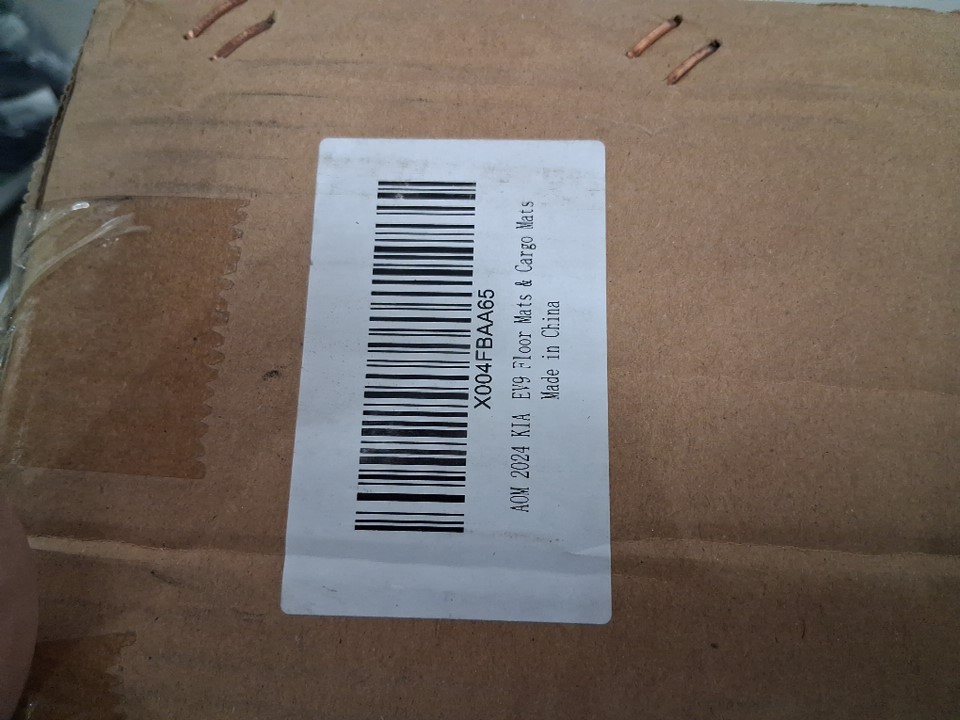 X004FBAA65
AOM 2024 KIA EV9 Floor Mats & Cargo Mats
Made in China